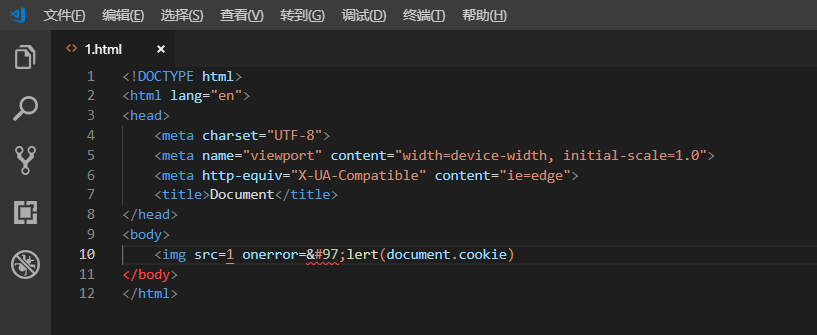 文件(F) 编辑(E) 选择(S) 查看(V) 转到(G) 调试(D) 终端(T) 帮助(H)
<> 1.html ×
1 <!DOCTYPE html>
2 <html lang="en">
3 <head>
4 <meta charset="UTF-8">
5 <meta name="viewport" content="width=device-width, initial-scale=1.0">
6 <meta http-equiv="X-UA-Compatible" content="ie=edge">
7 <title>Document</title>
8 </head>
9 <body>
10 <img src=1 onerror=&#97;lert(document.cookie)
11 </body>
12 </html>